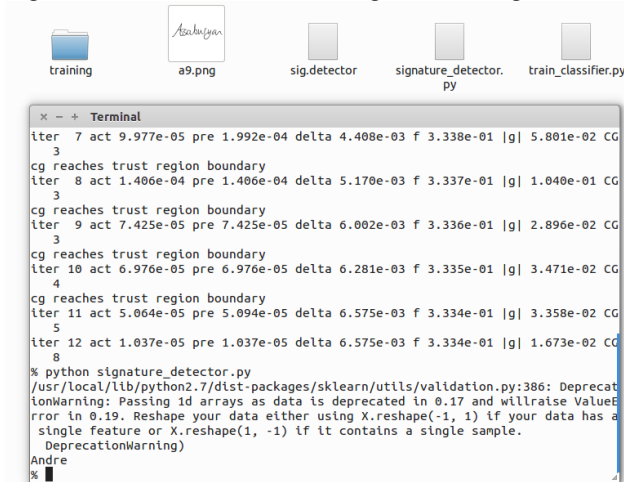 training
a9.png
sig.detector
signature_detector.
py
train_classifier.py
× – + Terminal
iter  7 act 9.977e-05 pre 1.992e-04 delta 4.408e-03 f 3.338e-01 |g| 5.801e-02 CG
   3
cg reaches trust region boundary
iter  8 act 1.406e-04 pre 1.406e-04 delta 5.170e-03 f 3.337e-01 |g| 1.040e-01 CG
   3
cg reaches trust region boundary
iter  9 act 7.425e-05 pre 7.425e-05 delta 6.002e-03 f 3.336e-01 |g| 2.896e-02 CG
   3
cg reaches trust region boundary
iter 10 act 6.976e-05 pre 6.976e-05 delta 6.281e-03 f 3.335e-01 |g| 3.471e-02 CG
   4
cg reaches trust region boundary
iter 11 act 5.064e-05 pre 5.094e-05 delta 6.575e-03 f 3.334e-01 |g| 3.358e-02 CG
   5
iter 12 act 1.037e-05 pre 1.037e-05 delta 6.575e-03 f 3.334e-01 |g| 1.673e-02 CG
   8
% python signature_detector.py
/usr/local/lib/python2.7/dist-packages/sklearn/utils/validation.py:386: Deprecat
ionWarning: Passing 1d arrays as data is deprecated in 0.17 and willraise ValueE
rror in 0.19. Reshape your data either using X.reshape(-1, 1) if your data has a
 single feature or X.reshape(1, -1) if it contains a single sample.
  DeprecationWarning)
Andre
%